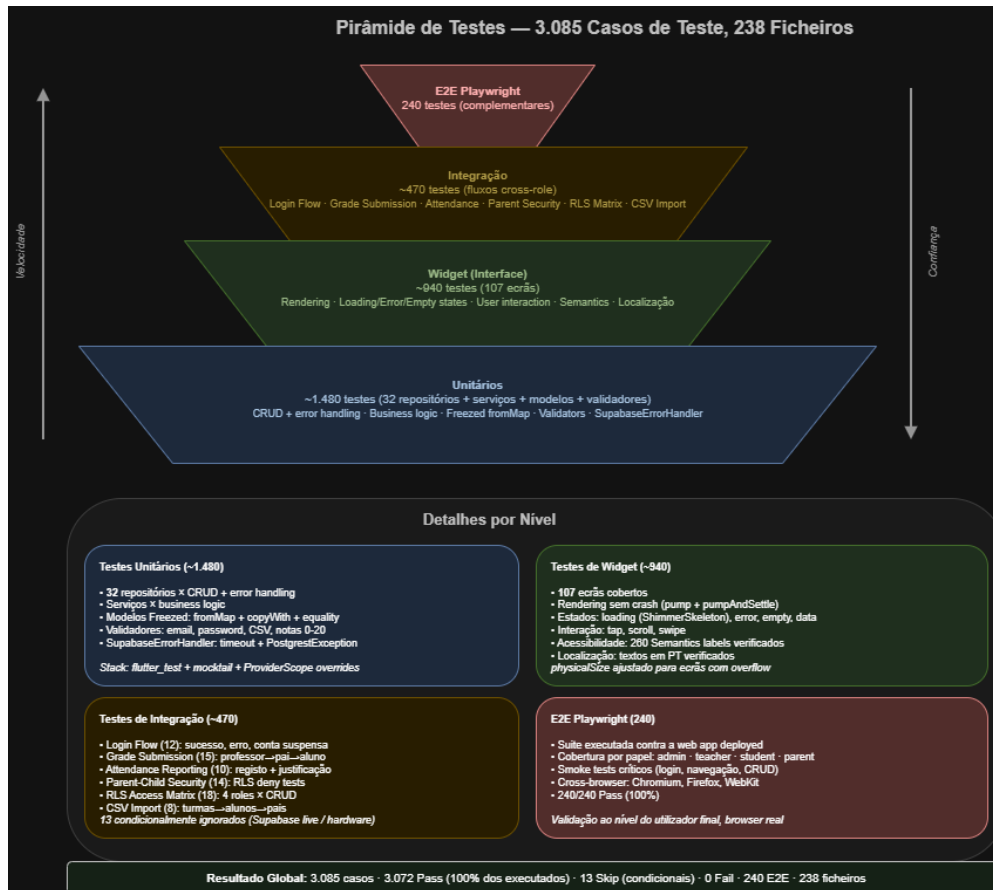 Pirâmide de Testes — 3.085 Casos de Teste, 238 Ficheiros
E2E Playwright
240 testes (complementares)
Integração
~470 testes (fluxos cross-role)
Login Flow · Grade Submission · Attendance · Parent Security · RLS Matrix · CSV Import
Velocidade
Confiança
Widget (Interface)
~940 testes (107 ecrãs)
Rendering · Loading/Error/Empty states · User interaction · Semantics · Localização
Unitários
~1.480 testes (32 repositórios + serviços + modelos + validadores)
CRUD + error handling · Business logic · Freezed fromMap · Validators · SupabaseErrorHandler
Detalhes por Nível
Testes Unitários (~1.480)
• 32 repositórios × CRUD + error handling
• Serviços × business logic
• Modelos Freezed: fromMap + copyWith + equality
• Validadores: email, password, CSV, notas 0-20
• SupabaseErrorHandler: timeout + PostgrestException
Stack: flutter_test + mocktail + ProviderScope overrides
Testes de Widget (~940)
• 107 ecrãs cobertos
• Rendering sem crash (pump + pumpAndSettle)
• Estados: loading (ShimmerSkeleton), error, empty, data
• Interação: tap, scroll, swipe
• Acessibilidade: 260 Semantics labels verificados
• Localização: textos em PT verificados
physicalSize ajustado para ecrãs com overflow
Testes de Integração (~470)
• Login Flow (12): sucesso, erro, conta suspensa
• Grade Submission (15): professor→pai→aluno
• Attendance Reporting (10): registo + justificação
• Parent-Child Security (14): RLS deny tests
• RLS Access Matrix (18): 4 roles × CRUD
• CSV Import (8): turmas→alunos→pais
13 condicionalmente ignorados (Supabase live / hardware)
E2E Playwright (240)
• Suite executada contra a web app deployed
• Cobertura por papel: admin · teacher · student · parent
• Smoke tests críticos (login, navegação, CRUD)
• Cross-browser: Chromium, Firefox, WebKit
• 240/240 Pass (100%)
Validação ao nível do utilizador final, browser real
Resultado Global: 3.085 casos · 3.072 Pass (100% dos executados) · 13 Skip (condicionais) · 0 Fail · 240 E2E · 238 ficheiros